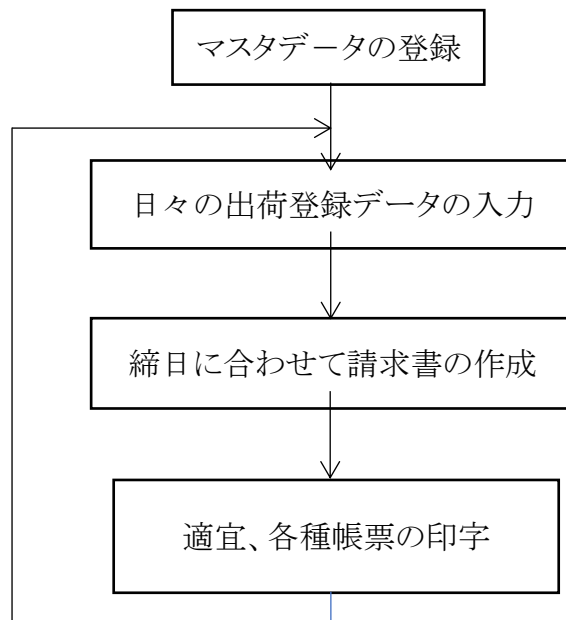 マスタデータの登録
日々の出荷登録データの入力
締日に合わせて請求書の作成
適宜、各種帳票の印字